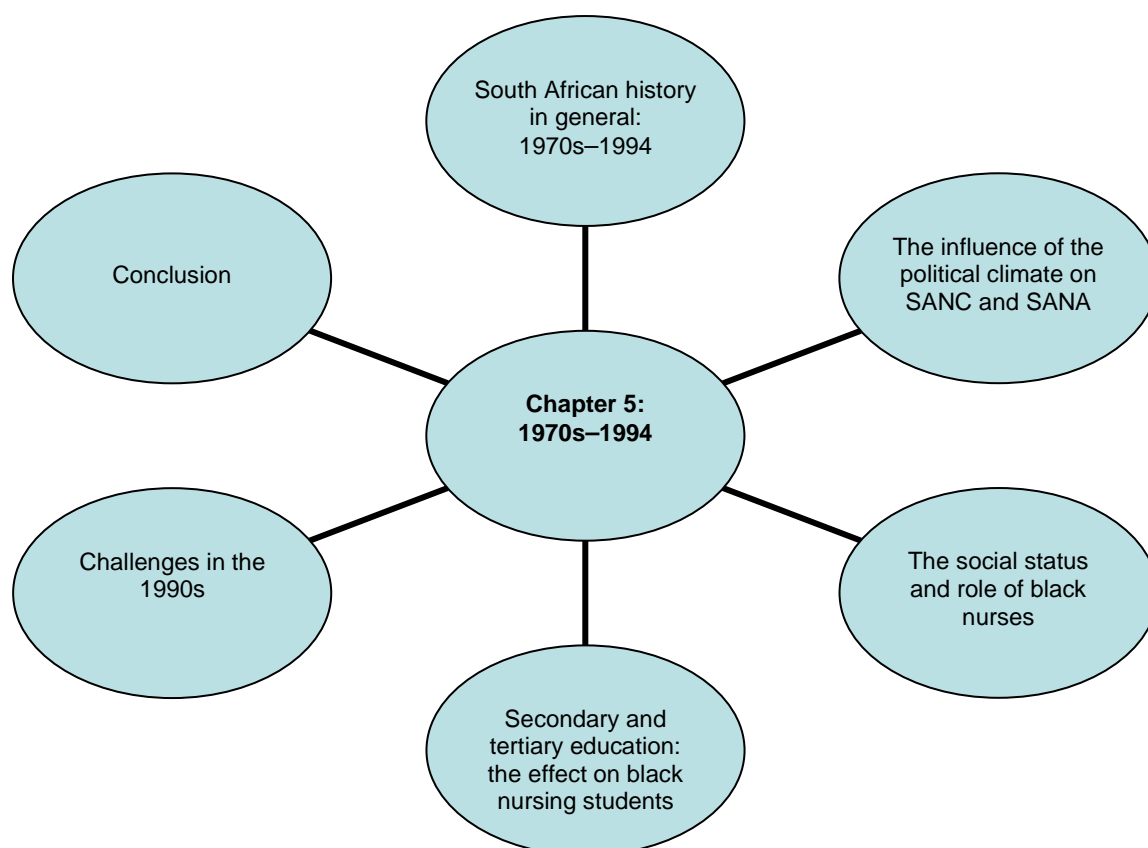 South African history
in general:
1970s–1994
The influence of the
political climate on
SANC and SANA
Conclusion
Chapter 5:
1970s–1994
Challenges in the
1990s
The social status
and role of black
nurses
Secondary and
tertiary education:
the effect on black
nursing students